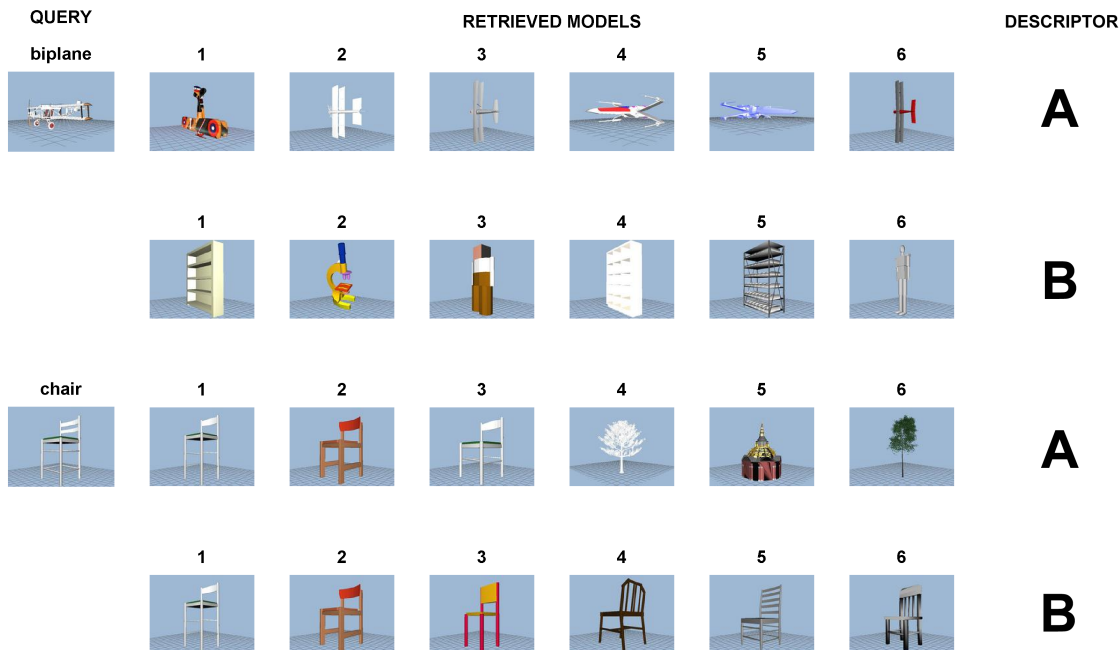 QUERY RETRIEVED MODELS DESCRIPTOR
biplane 1 2 3 4 5 6
A
1 2 3 4 5 6
B
chair 1 2 3 4 5 6
A
1 2 3 4 5 6
B